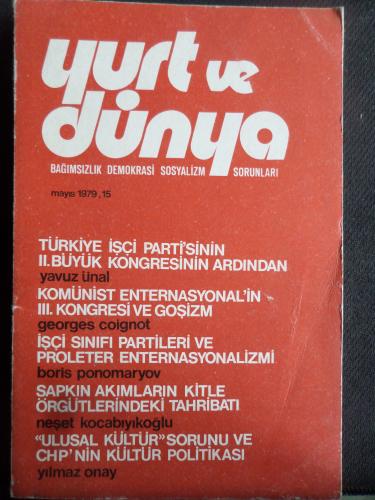 yurt ve
dünya
BAĞIMSIZLIK DEMOKRASİ SOSYALİZM SORUNLARI
mayıs 1979,15
TÜRKİYE İŞÇİ PARTİ'SİNİN
II.BÜYÜK KONGRESİNİN ARDINDAN
yavuz ünal
KOMÜNİST ENTERNASYONAL'İN
III. KONGRESİ VE GOŞİZM
georges coignot
İŞÇİ SINIFI PARTİLERİ VE
PROLETER ENTERNASYONALİZMİ
boris ponomaryov
SAPKIN AKIMLARIN KİTLE
ÖRGÜTLERİNDEKİ TAHRİBATI
neşet kocabıyıkoğlu
«ULUSAL KÜLTÜR» SORUNU VE
CHP'NİN KÜLTÜR POLİTİKASI
yılmaz onay